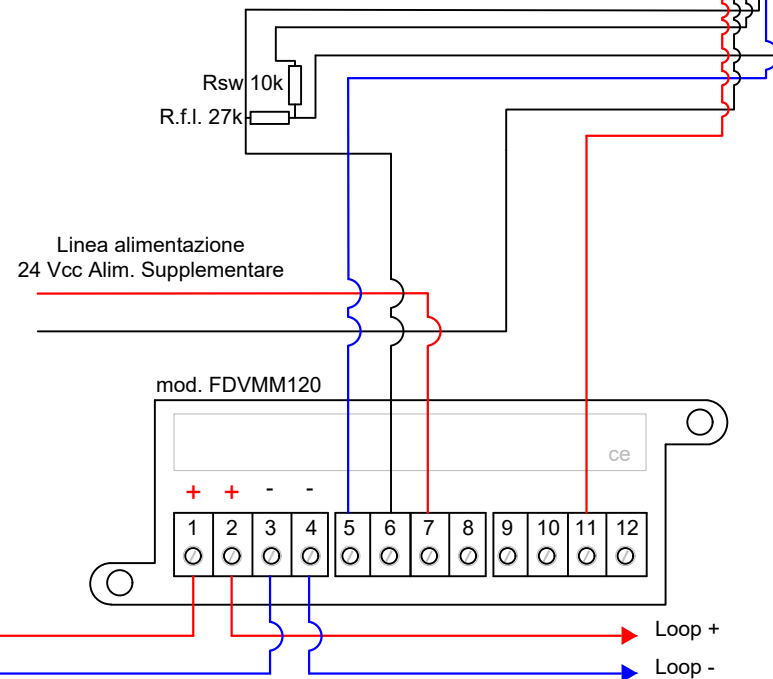 Rsw 10k
R.f.l. 27k
Linea alimentazione
24 Vcc Alim. Supplementare
mod. FDVMM120
ce
+ + - -
1 2 3 4 5 6 7 8 9 10 11 12
Loop +
Loop -